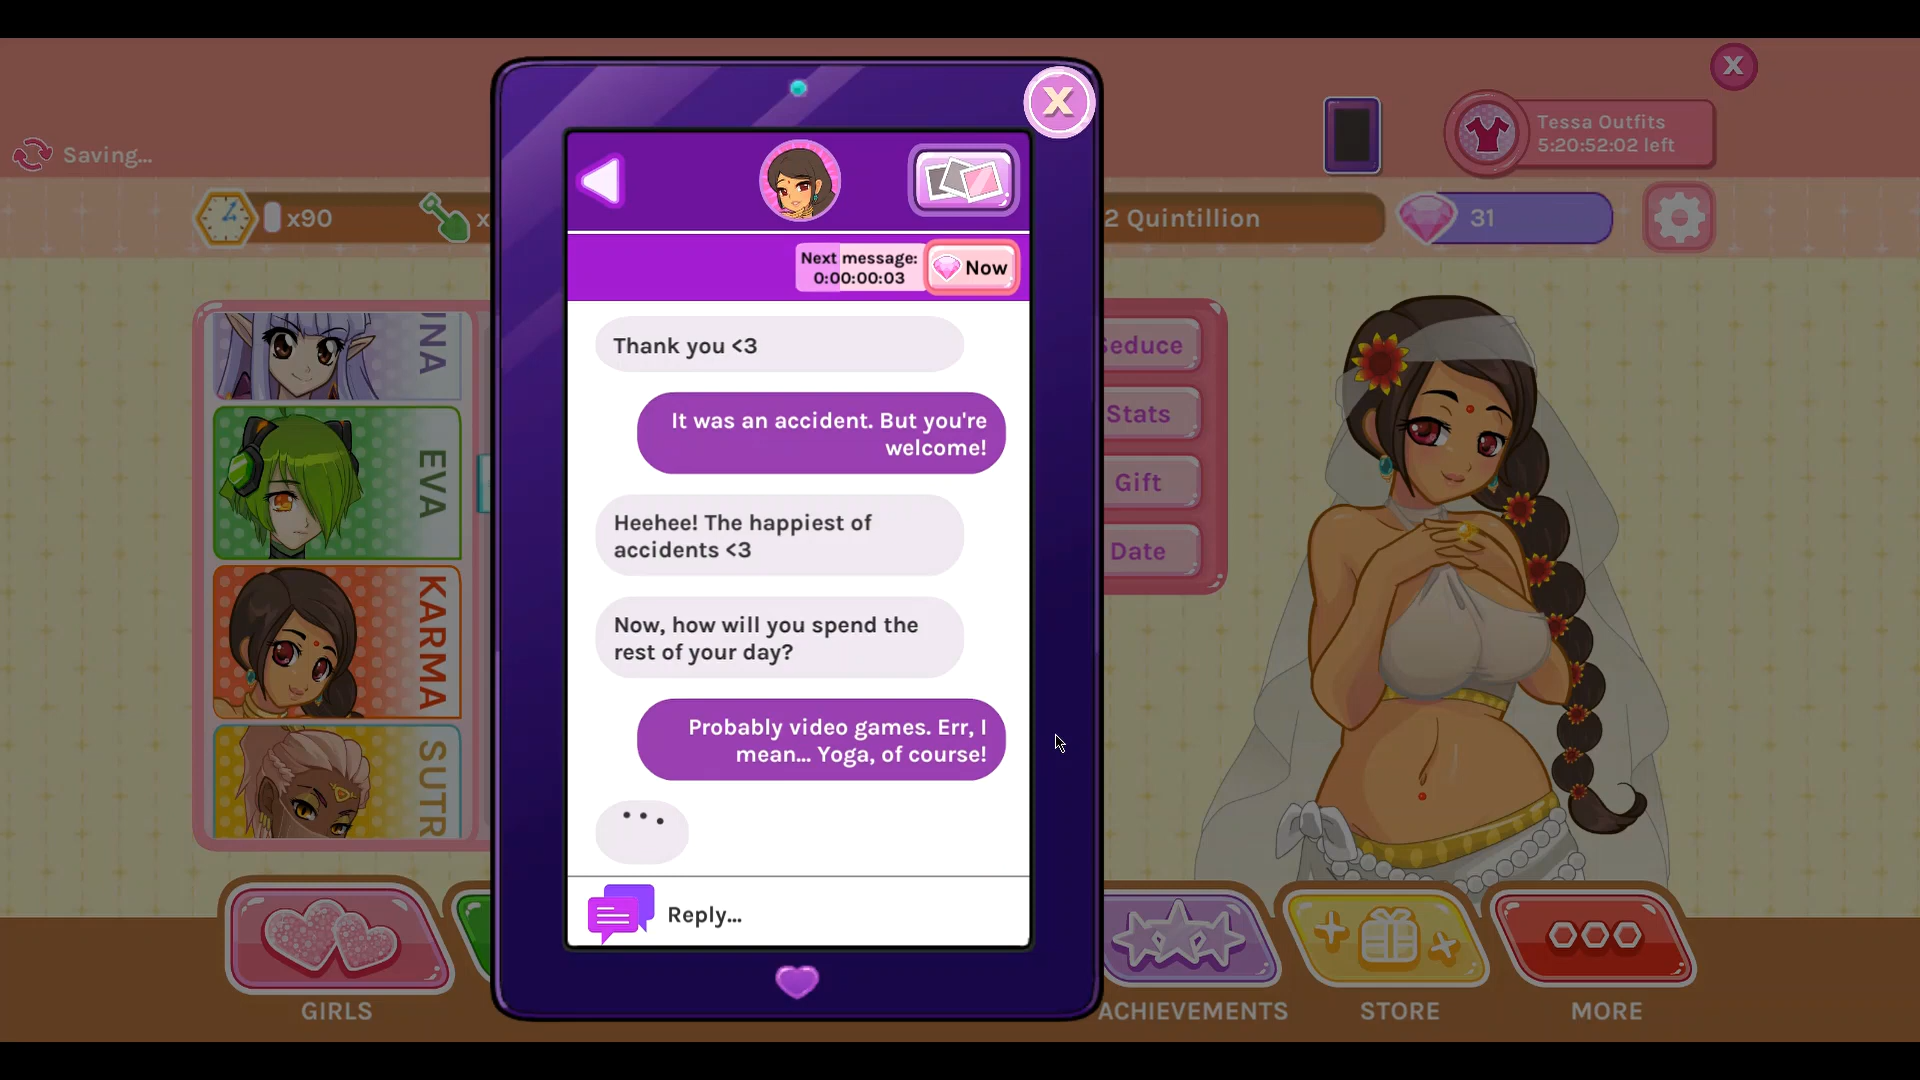 X
Saving...
Tessa Outfits
5:20:52:02 left
x90
x
2 Quintillion
31
X
Next message:
0:00:00:03
Now
Thank you <3
It was an accident. But you're
welcome!
Heehee! The happiest of
accidents <3
Now, how will you spend the
rest of your day?
Probably video games. Err, I
mean... Yoga, of course!
...
Reply...
UNA
EVA
KARMA
SUTR
Seduce
Stats
Gift
Date
GIRLS
ACHIEVEMENTS
STORE
MORE